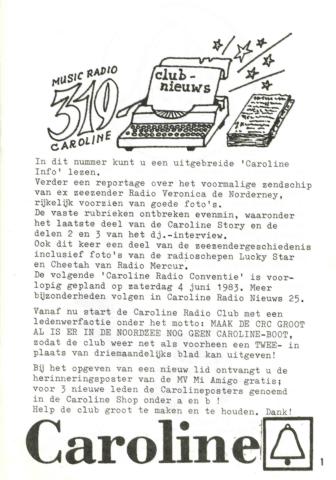 MUSIC RADIO
319
CAROLINE
club-
nieuws
In dit nummer kunt u een uitgebreide 'Caroline
Info' lezen.
Verder een reportage over het voormalige zendschip
van ex zeezender Radio Veronica de Norderney,
rijkelijk voorzien van goede foto's.
De vaste rubrieken ontbreken evenmin, waaronder
het laatste deel van de Caroline Story en de
delen 2 en 3 van het dj.-interview.
Ook dit keer een deel van de zeezendergeschiedenis
inclusief foto's van de radioschepen Lucky Star
en Cheetah van Radio Mercur.
De volgende 'Caroline Radio Conventie' is voor-
lopig gepland op zaterdag 4 juni 1983. Meer
bijzonderheden volgen in Caroline Radio Nieuws 25.
Vanaf nu start de Caroline Radio Club met een
ledenwerfactie onder het motto: MAAK DE CRC GROOT
AL IS ER IN DE NOORDZEE NOG GEEN CAROLINE-BOOT,
zodat de club weer net als voorheen een TWEE- in
plaats van driemaandelijks blad kan uitgeven!
Bij het opgeven van een nieuw lid ontvangt u de
herinneringsposter van de MV Mi Amigo gratis;
voor 3 nieuwe leden de Carolineposters genoemd
in de Caroline Shop onder a en b !
Help de club groot te maken en te houden. Dank!
Caroline
1